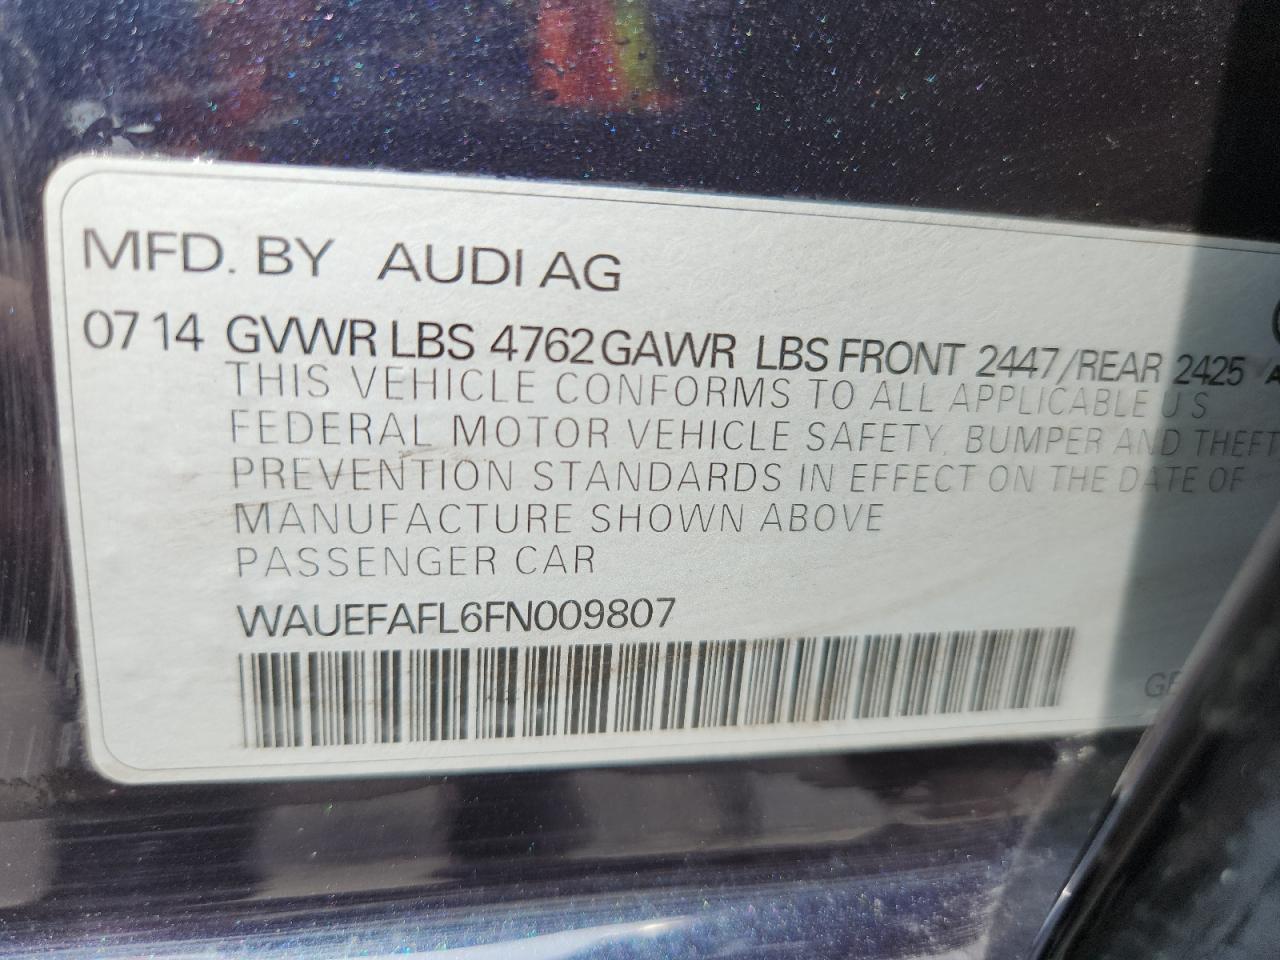 MFD. BY AUDI AG
07 14 GVWR LBS 4762 GAWR LBS FRONT 2447/REAR 2425
THIS VEHICLE CONFORMS TO ALL APPLICABLE U S
FEDERAL MOTOR VEHICLE SAFETY, BUMPER AND THEFT
PREVENTION STANDARDS IN EFFECT ON THE DATE OF
MANUFACTURE SHOWN ABOVE
PASSENGER CAR
WAUEFAFL6FN009807